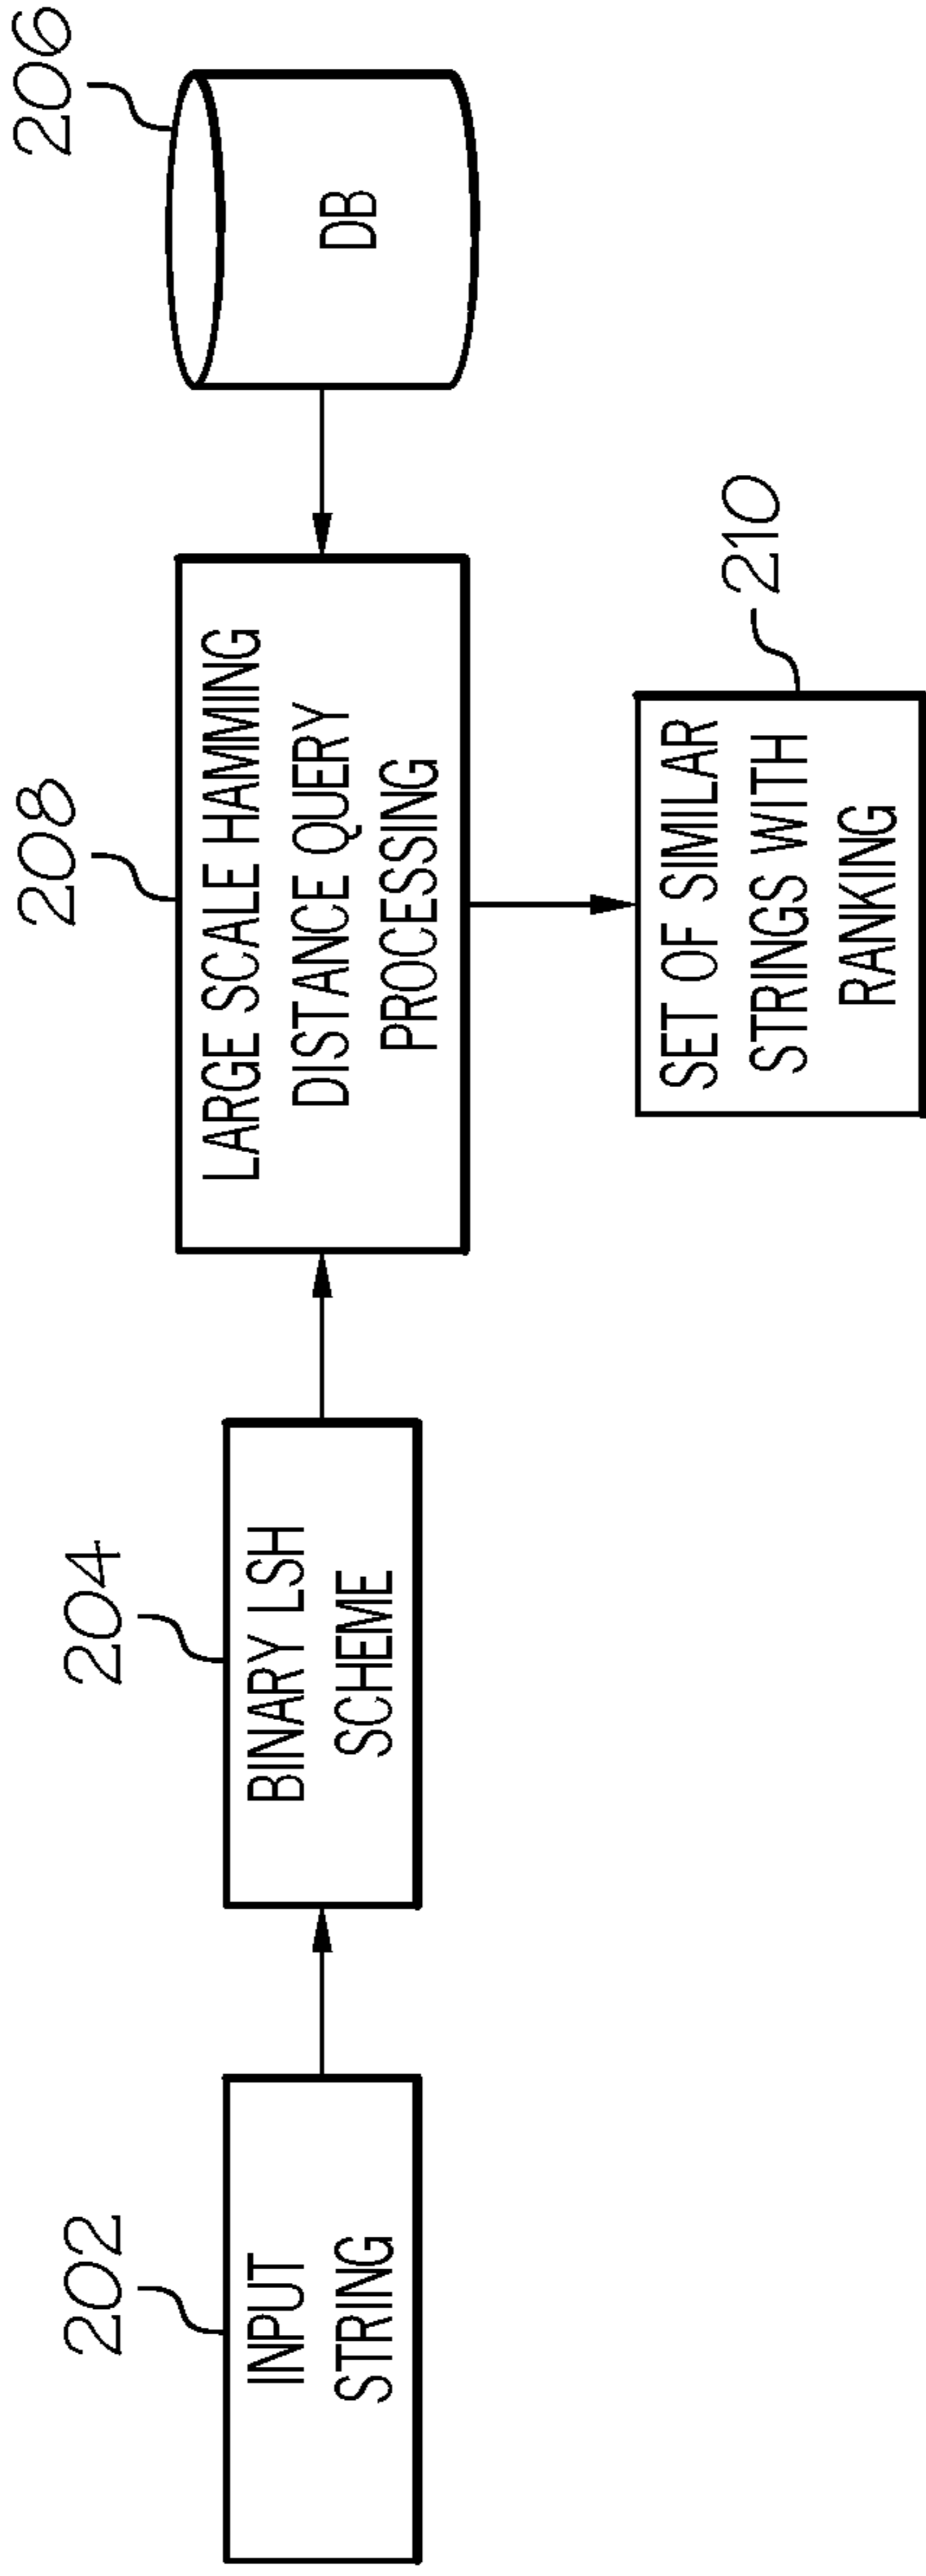 202
INPUT
STRING
204
BINARY LSH
SCHEME
208
LARGE SCALE HAMMING
DISTANCE QUERY
PROCESSING
206
DB
210
SET OF SIMILAR
STRINGS WITH
RANKING